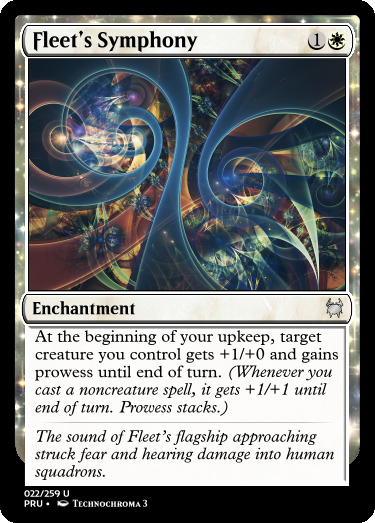 Fleet's Symphony 1
Enchantment
At the beginning of your upkeep, target
creature you control gets +1/+0 and gains
prowess until end of turn. (Whenever you
cast a noncreature spell, it gets +1/+1 until
end of turn. Prowess stacks.)
The sound of Fleet's flagship approaching
struck fear and hearing damage into human
squadrons.
022/259 U
PRU • Technochroma 3